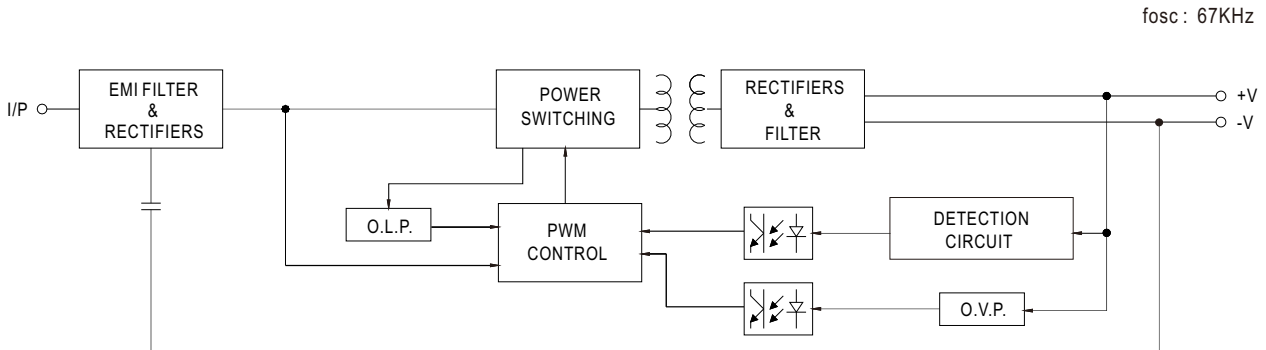 fosc : 67KHz
I/P
EMI FILTER
&
RECTIFIERS
POWER
SWITCHING
RECTIFIERS
&
FILTER
+V
-V
O.L.P.
PWM
CONTROL
DETECTION
CIRCUIT
O.V.P.